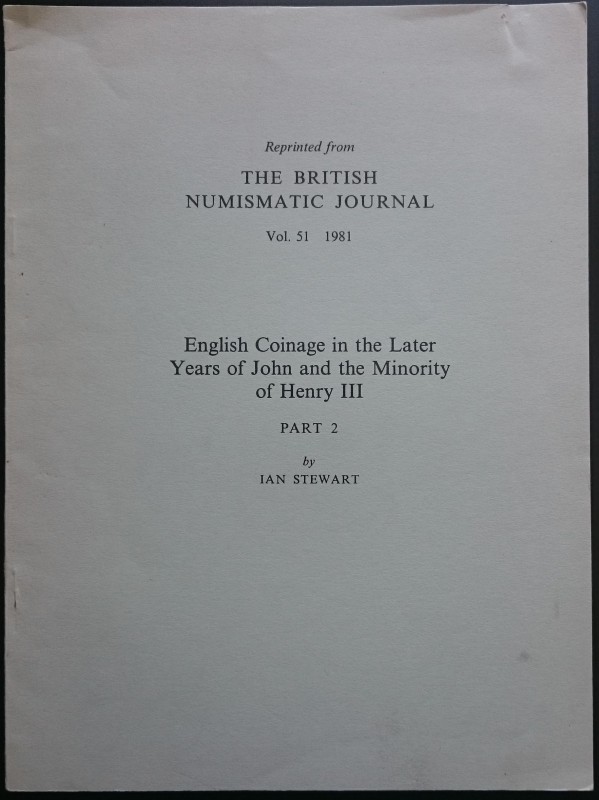 Reprinted from
THE BRITISH
NUMISMATIC JOURNAL
Vol. 51 1981
English Coinage in the Later
Years of John and the Minority
of Henry III
PART 2
by
IAN STEWART